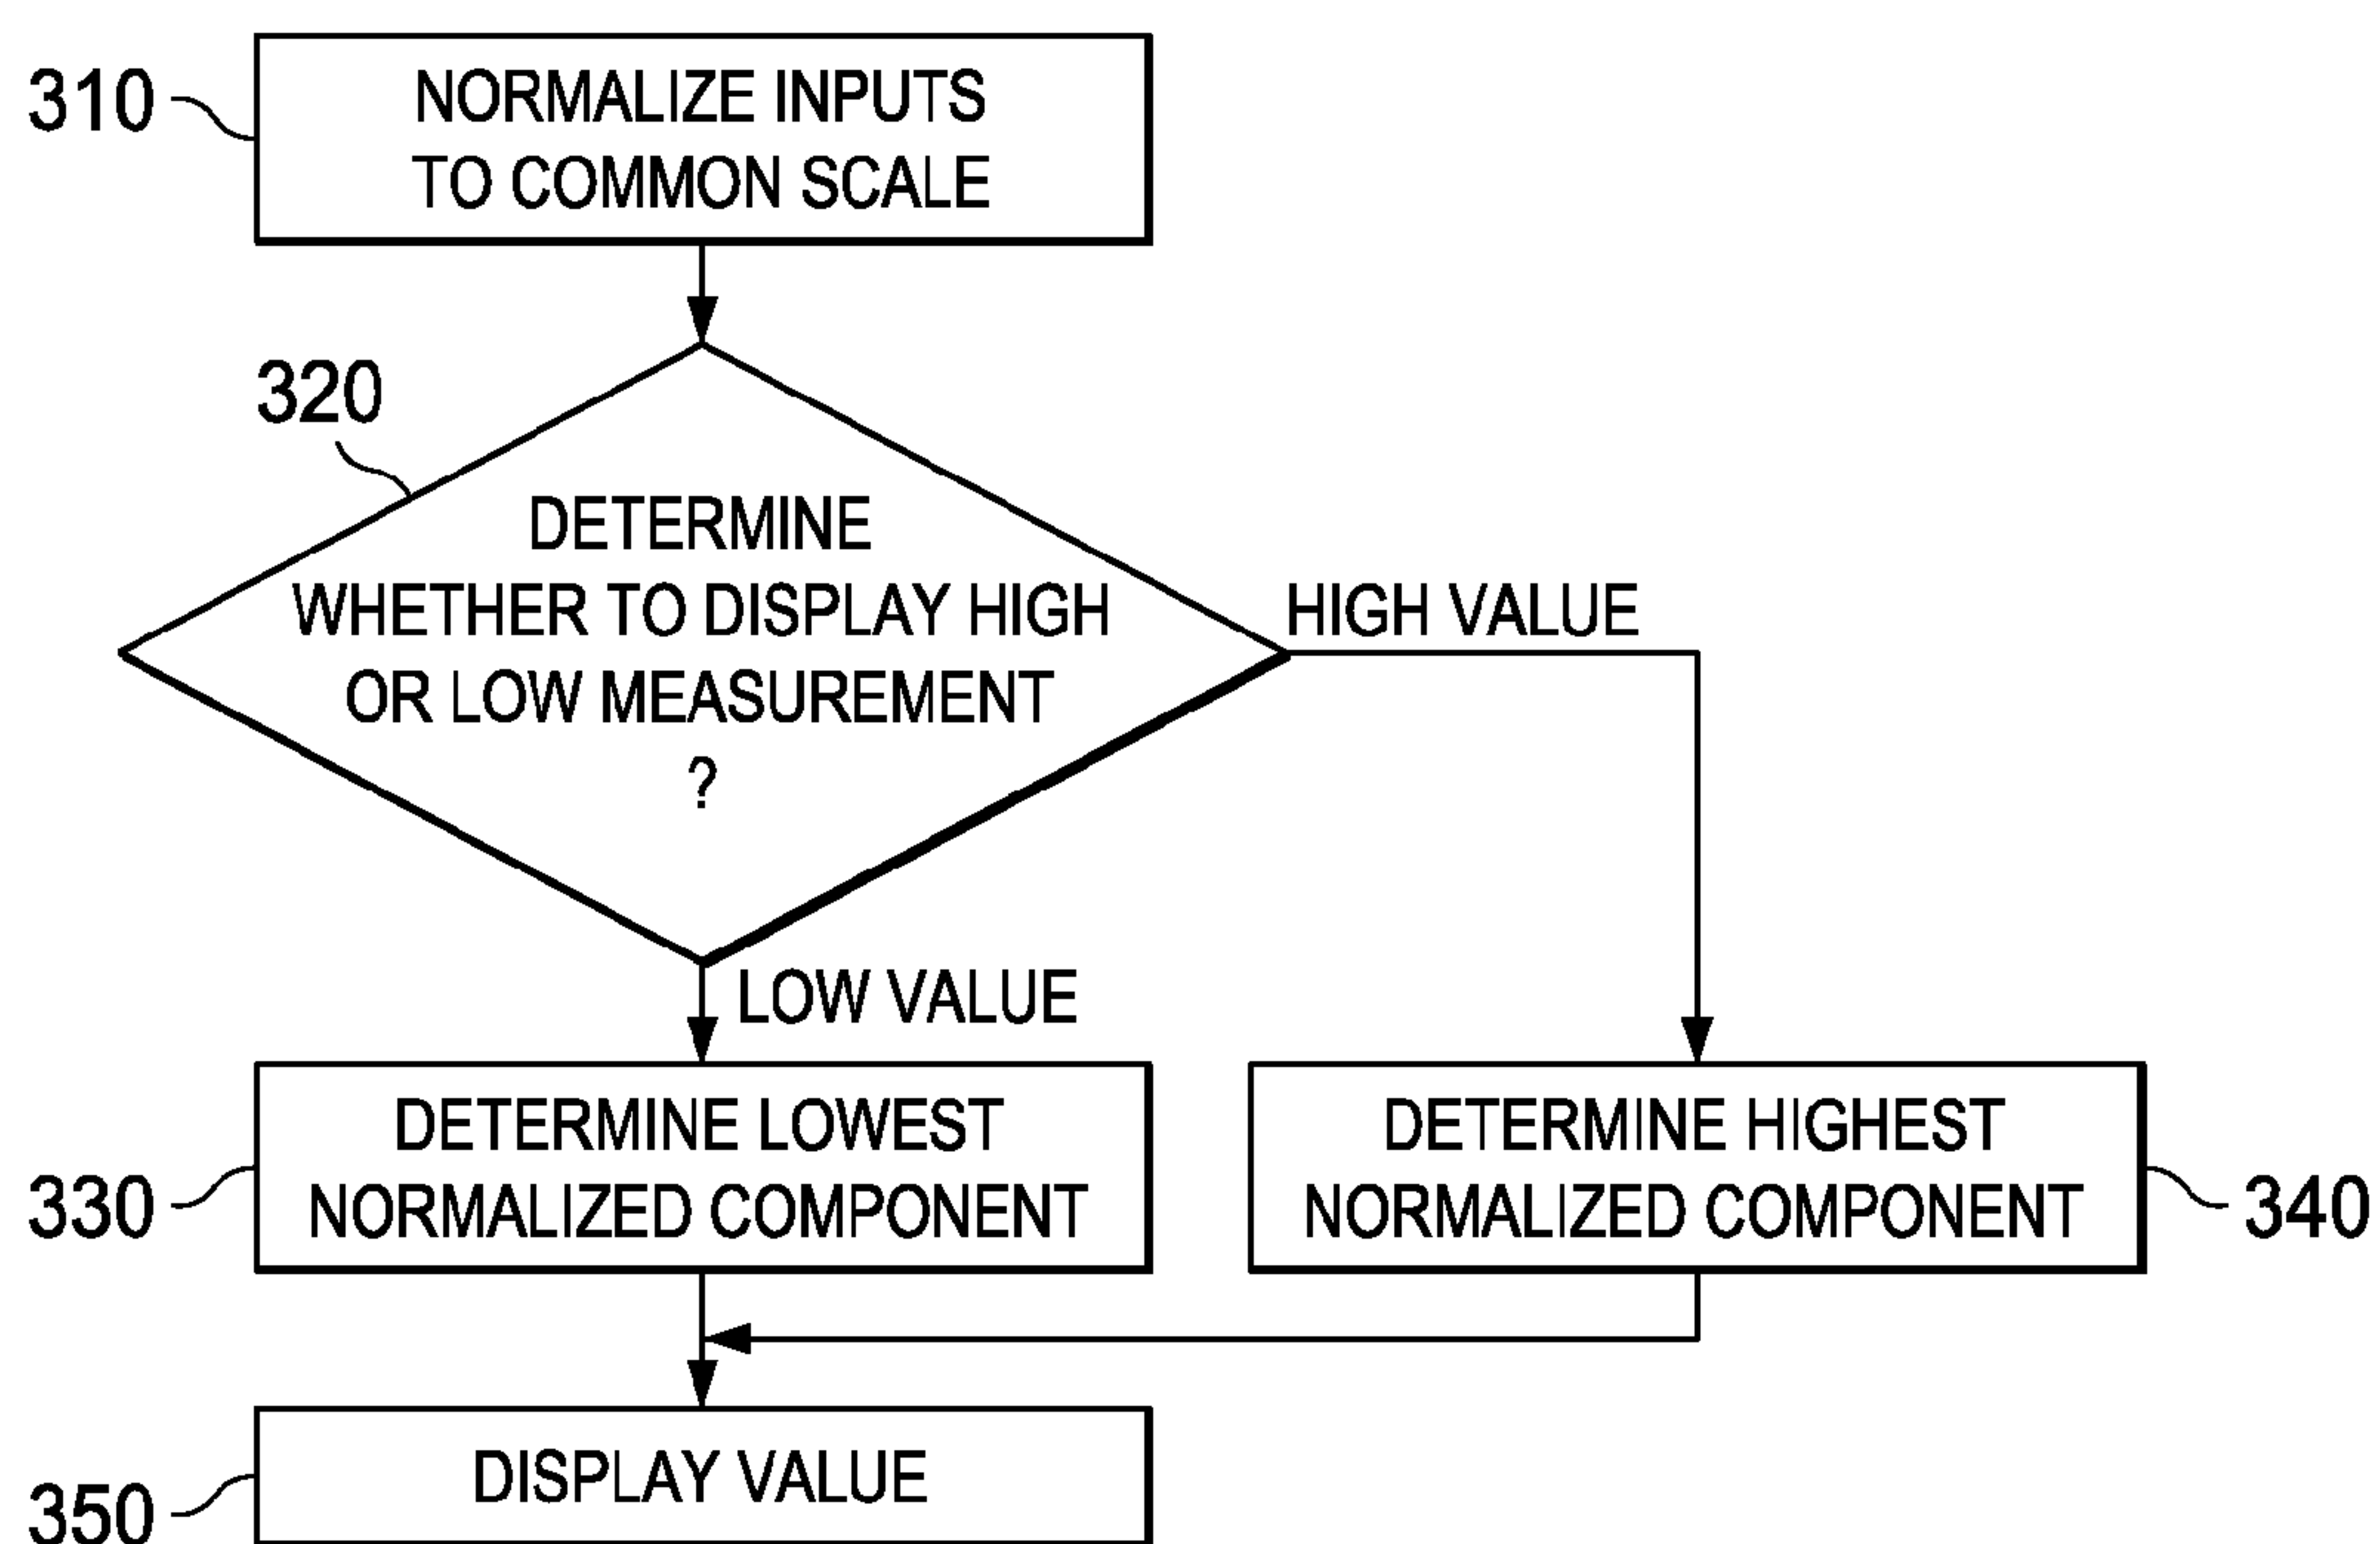 310
NORMALIZE INPUTS
TO COMMON SCALE
320
DETERMINE
WHETHER TO DISPLAY HIGH
OR LOW MEASUREMENT
?
HIGH VALUE
LOW VALUE
330
DETERMINE LOWEST
NORMALIZED COMPONENT
DETERMINE HIGHEST
NORMALIZED COMPONENT
340
350
DISPLAY VALUE